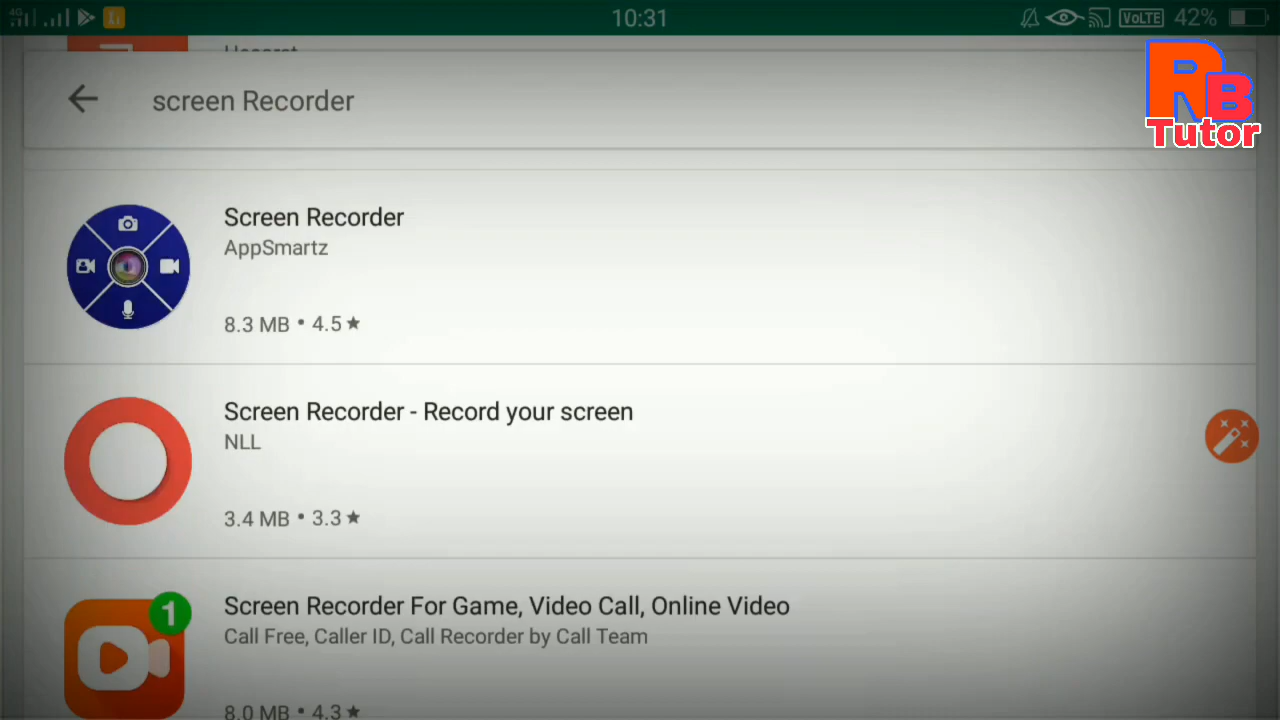 4G
10:31
VoLTE 42%
screen Recorder
RB
Tutor
Screen Recorder
AppSmartz
8.3 MB • 4.5 ★
Screen Recorder - Record your screen
NLL
3.4 MB • 3.3 ★
1
Screen Recorder For Game, Video Call, Online Video
Call Free, Caller ID, Call Recorder by Call Team
8.0 MB • 4.3 ★